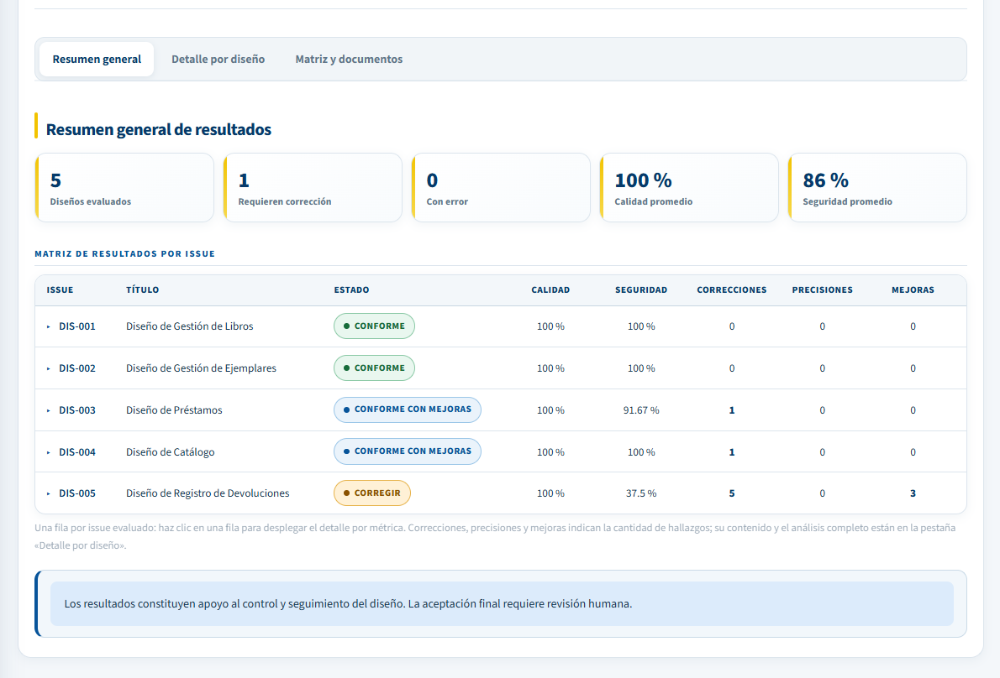 Resumen general Detalle por diseño Matriz y documentos
Resumen general de resultados
5 1 0 100 % 86 %
Diseños evaluados Requieren corrección Con error Calidad promedio Seguridad promedio
MATRIZ DE RESULTADOS POR ISSUE
ISSUE TÍTULO ESTADO CALIDAD SEGURIDAD CORRECCIONES PRECISIONES MEJORAS
DIS-001 Diseño de Gestión de Libros CONFORME 100 % 100 % 0 0 0
DIS-002 Diseño de Gestión de Ejemplares CONFORME 100 % 100 % 0 0 0
DIS-003 Diseño de Préstamos CONFORME CON MEJORAS 100 % 91.67 % 1 0 0
DIS-004 Diseño de Catálogo CONFORME CON MEJORAS 100 % 100 % 1 0 0
DIS-005 Diseño de Registro de Devoluciones CORREGIR 100 % 37.5 % 5 0 3
Una fila por issue evaluado: haz clic en una fila para desplegar el detalle por métrica. Correcciones, precisiones y mejoras indican la cantidad de hallazgos; su contenido y el análisis completo están en la pestaña
«Detalle por diseño».
Los resultados constituyen apoyo al control y seguimiento del diseño. La aceptación final requiere revisión humana.